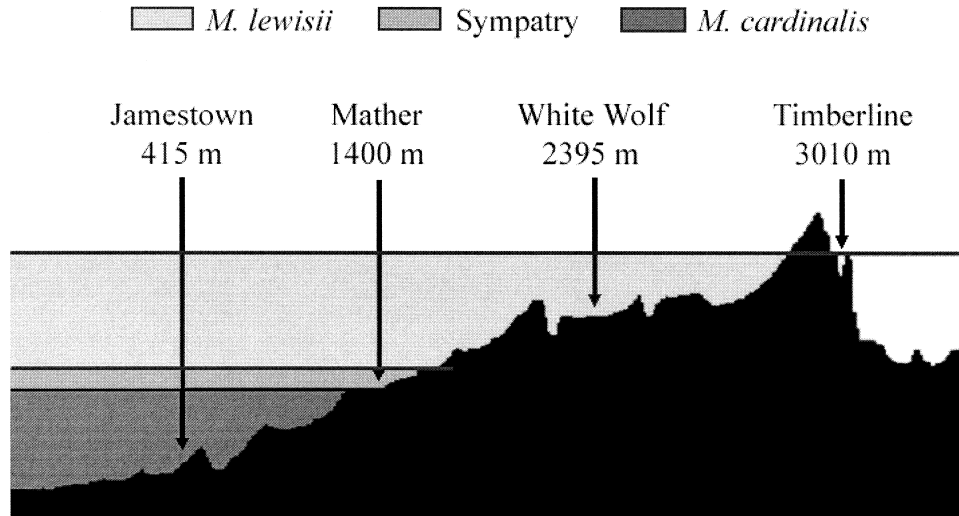 M. lewisii Sympatry M. cardinalis
Jamestown Mather White Wolf Timberline
415 m 1400 m 2395 m 3010 m